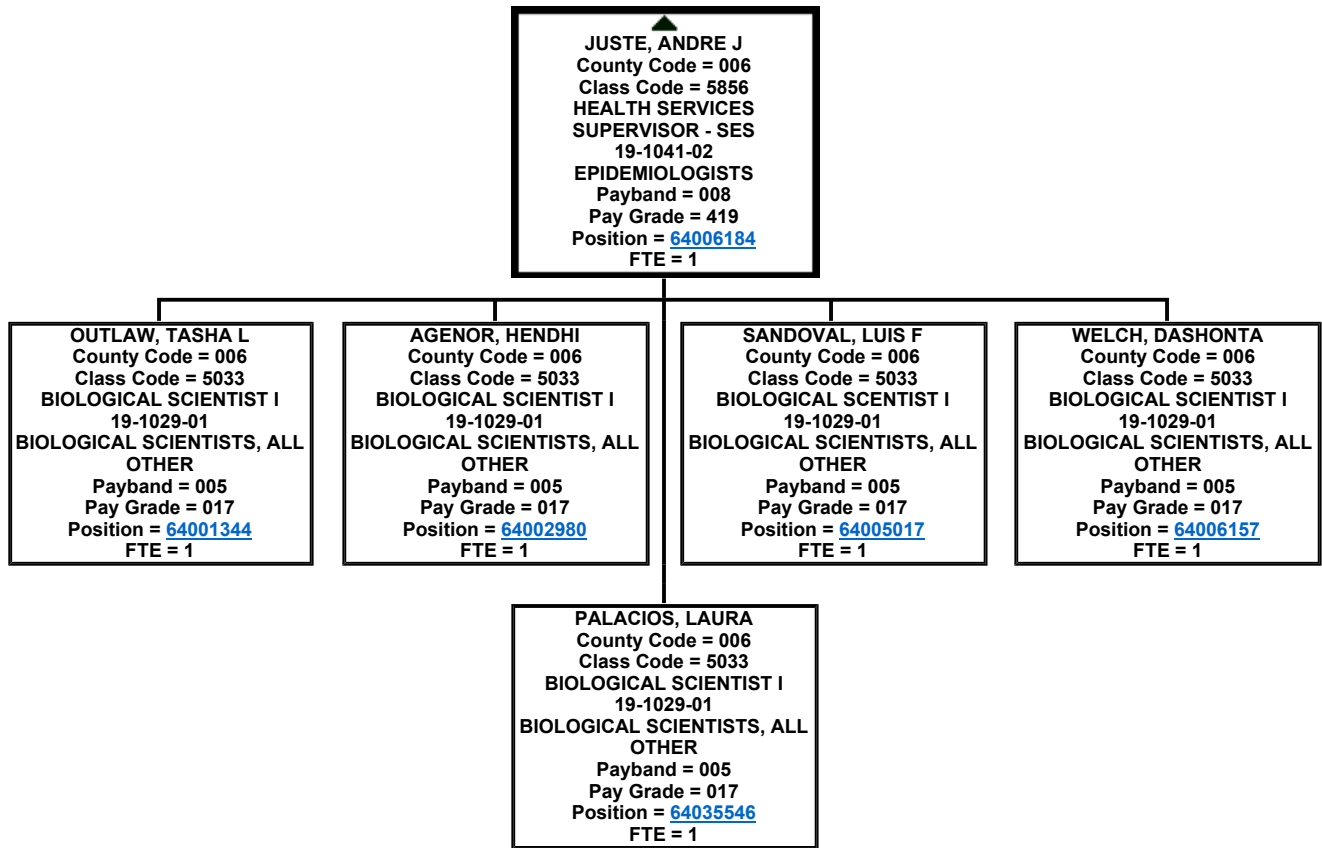 JUSTE, ANDRE J
County Code = 006
Class Code = 5856
HEALTH SERVICES
SUPERVISOR - SES
19-1041-02
EPIDEMIOLOGISTS
Payband = 008
Pay Grade = 419
Position = 64006184
FTE = 1
OUTLAW, TASHA L
County Code = 006
Class Code = 5033
BIOLOGICAL SCIENTIST I
19-1029-01
BIOLOGICAL SCIENTISTS, ALL
OTHER
Payband = 005
Pay Grade = 017
Position = 64001344
FTE = 1
AGENOR, HENDHI
County Code = 006
Class Code = 5033
BIOLOGICAL SCIENTIST I
19-1029-01
BIOLOGICAL SCIENTISTS, ALL
OTHER
Payband = 005
Pay Grade = 017
Position = 64002980
FTE = 1
SANDOVAL, LUIS F
County Code = 006
Class Code = 5033
BIOLOGICAL SCENTIST I
19-1029-01
BIOLOGICAL SCIENTISTS, ALL
OTHER
Payband = 005
Pay Grade = 017
Position = 64005017
FTE = 1
WELCH, DASHONTA
County Code = 006
Class Code = 5033
BIOLOGICAL SCIENTIST I
19-1029-01
BIOLOGICAL SCIENTISTS, ALL
OTHER
Payband = 005
Pay Grade = 017
Position = 64006157
FTE = 1
PALACIOS, LAURA
County Code = 006
Class Code = 5033
BIOLOGICAL SCIENTIST I
19-1029-01
BIOLOGICAL SCIENTISTS, ALL
OTHER
Payband = 005
Pay Grade = 017
Position = 64035546
FTE = 1